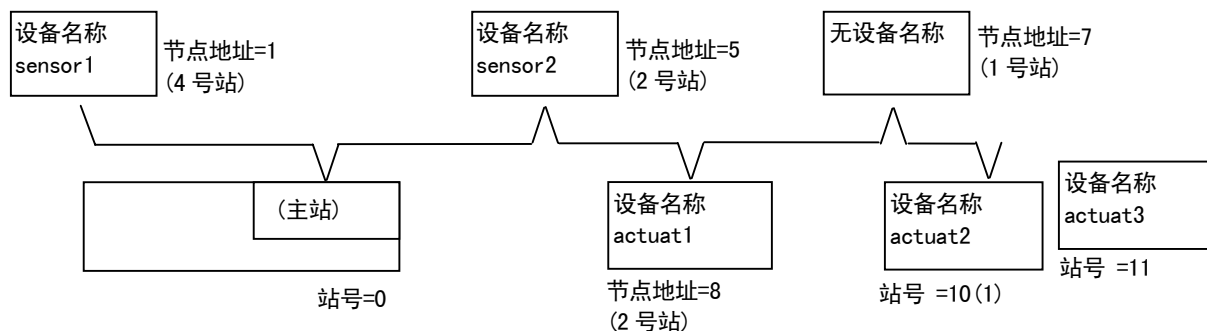 设备名称
sensor1
节点地址=1
(4 号站)
设备名称
sensor2
节点地址=5
(2 号站)
无设备名称
节点地址=7
(1 号站)
(主站)
站号=0
设备名称
actuat1
节点地址=8
(2 号站)
设备名称
actuat2
站号 =10(1)
设备名称
actuat3
站号 =11